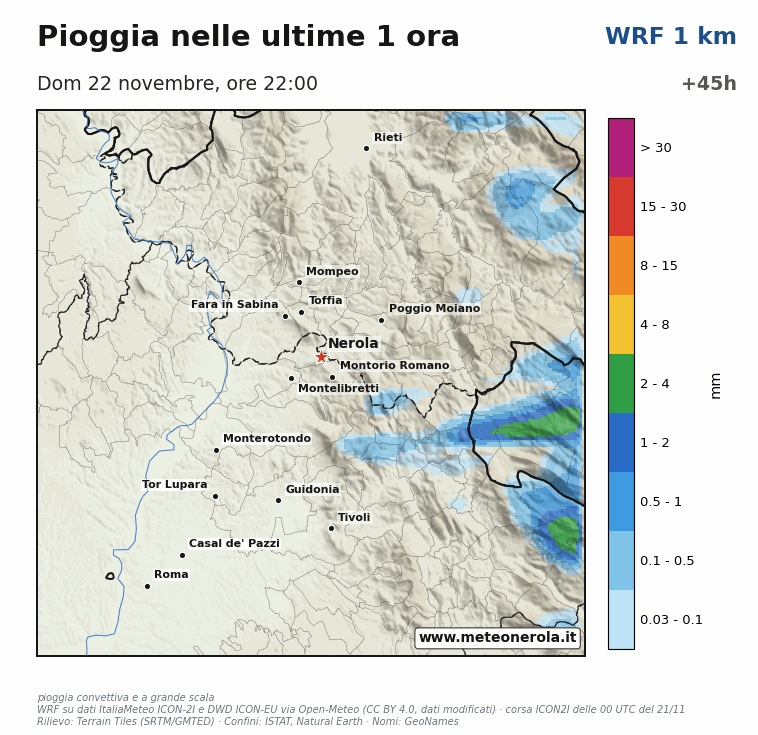 Pioggia nelle ultime 1 ora
WRF 1 km
Dom 22 novembre, ore 22:00
+45h
Rieti
Mompeo
Toffia
Fara in Sabina
Poggio Moiano
Nerola
Montorio Romano
Montelibretti
Monterotondo
Tor Lupara
Guidonia
Tivoli
Casal de' Pazzi
Roma
www.meteonerola.it
> 30
15 - 30
8 - 15
4 - 8
2 - 4
1 - 2
0.5 - 1
0.1 - 0.5
0.03 - 0.1
mm
pioggia convettiva e a grande scala
WRF su dati ItaliaMeteo ICON-2I e DWD ICON-EU via Open-Meteo (CC BY 4.0, dati modificati) · corsa ICON2I delle 00 UTC del 21/11
Rilievo: Terrain Tiles (SRTM/GMTED) · Confini: ISTAT, Natural Earth · Nomi: GeoNames